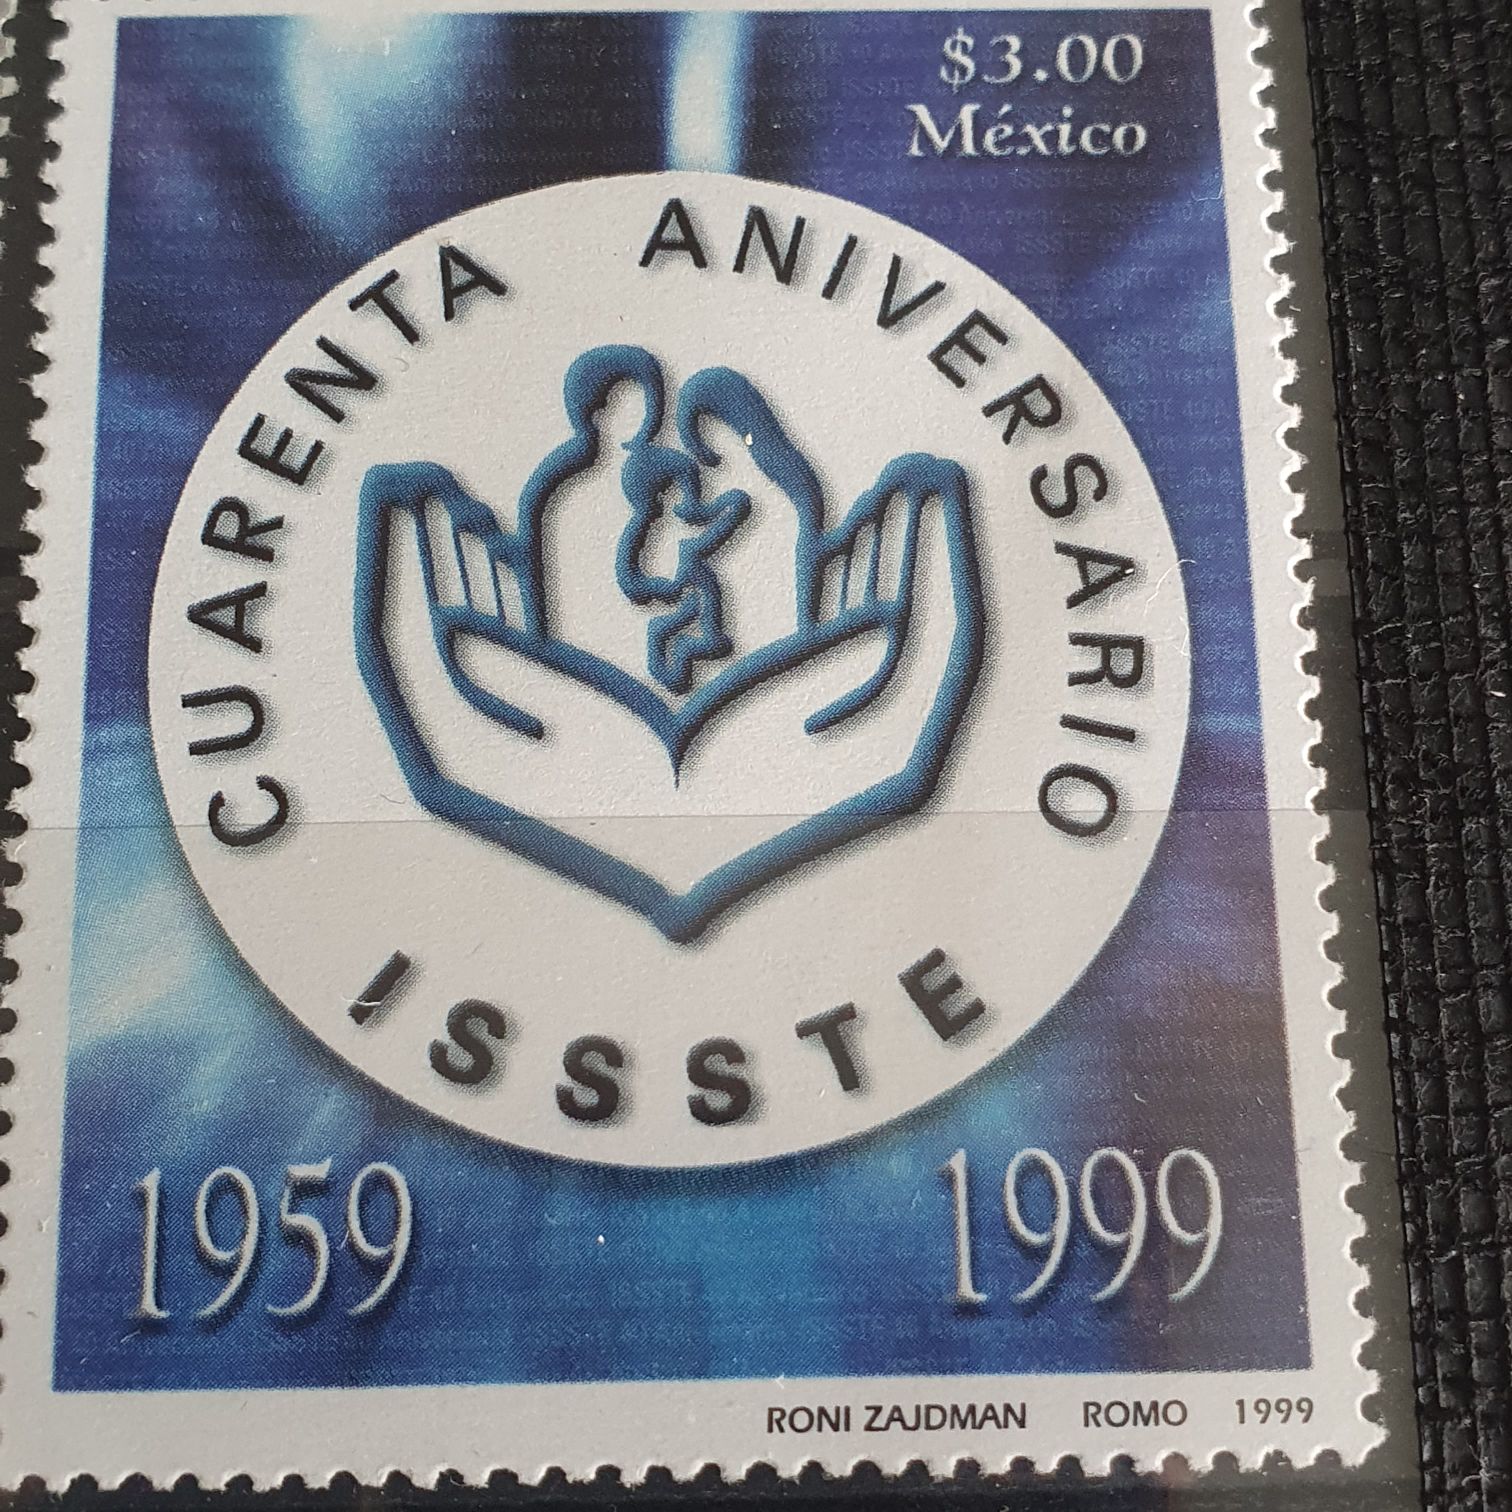 $3.00
México
CUARENTA ANIVERSARIO
ISSSTE
1959
1999
RONI ZAJDMAN ROMO 1999